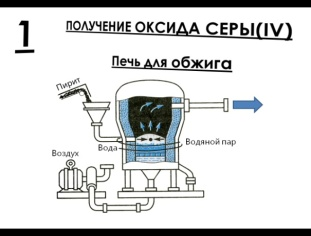 1
ПОЛУЧЕНИЕ ОКСИДА СЕРЫ(IV)
Печь для обжига
Пирит
Вода
Водяной пар
Воздух